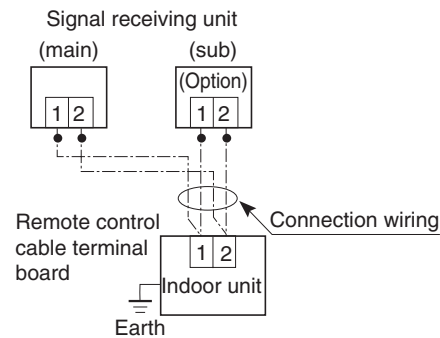 Signal receiving unit
(main)
(sub)
(Option)
1 2
1 2
Remote control
cable terminal
board
Connection wiring
1 2
Indoor unit
Earth